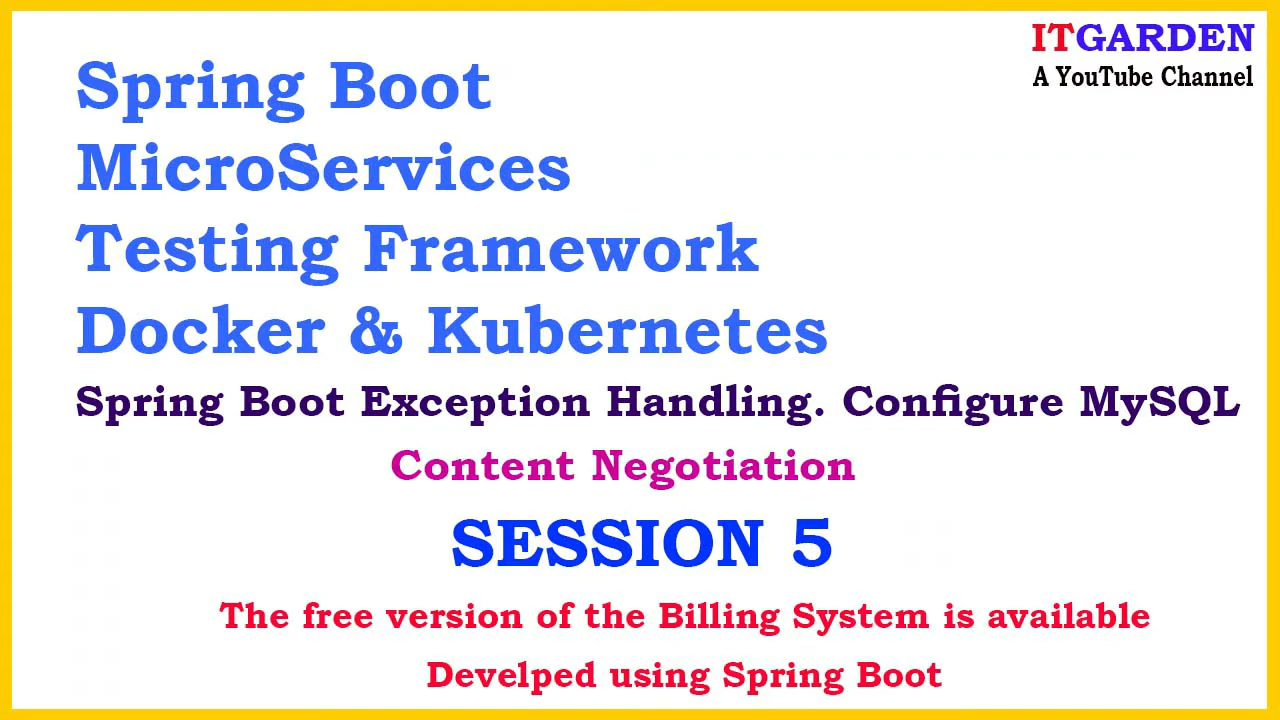 ITGARDEN
A YouTube Channel
Spring Boot
MicroServices
Testing Framework
Docker & Kubernetes
Spring Boot Exception Handling. Configure MySQL
Content Negotiation
SESSION 5
The free version of the Billing System is available
Develped using Spring Boot